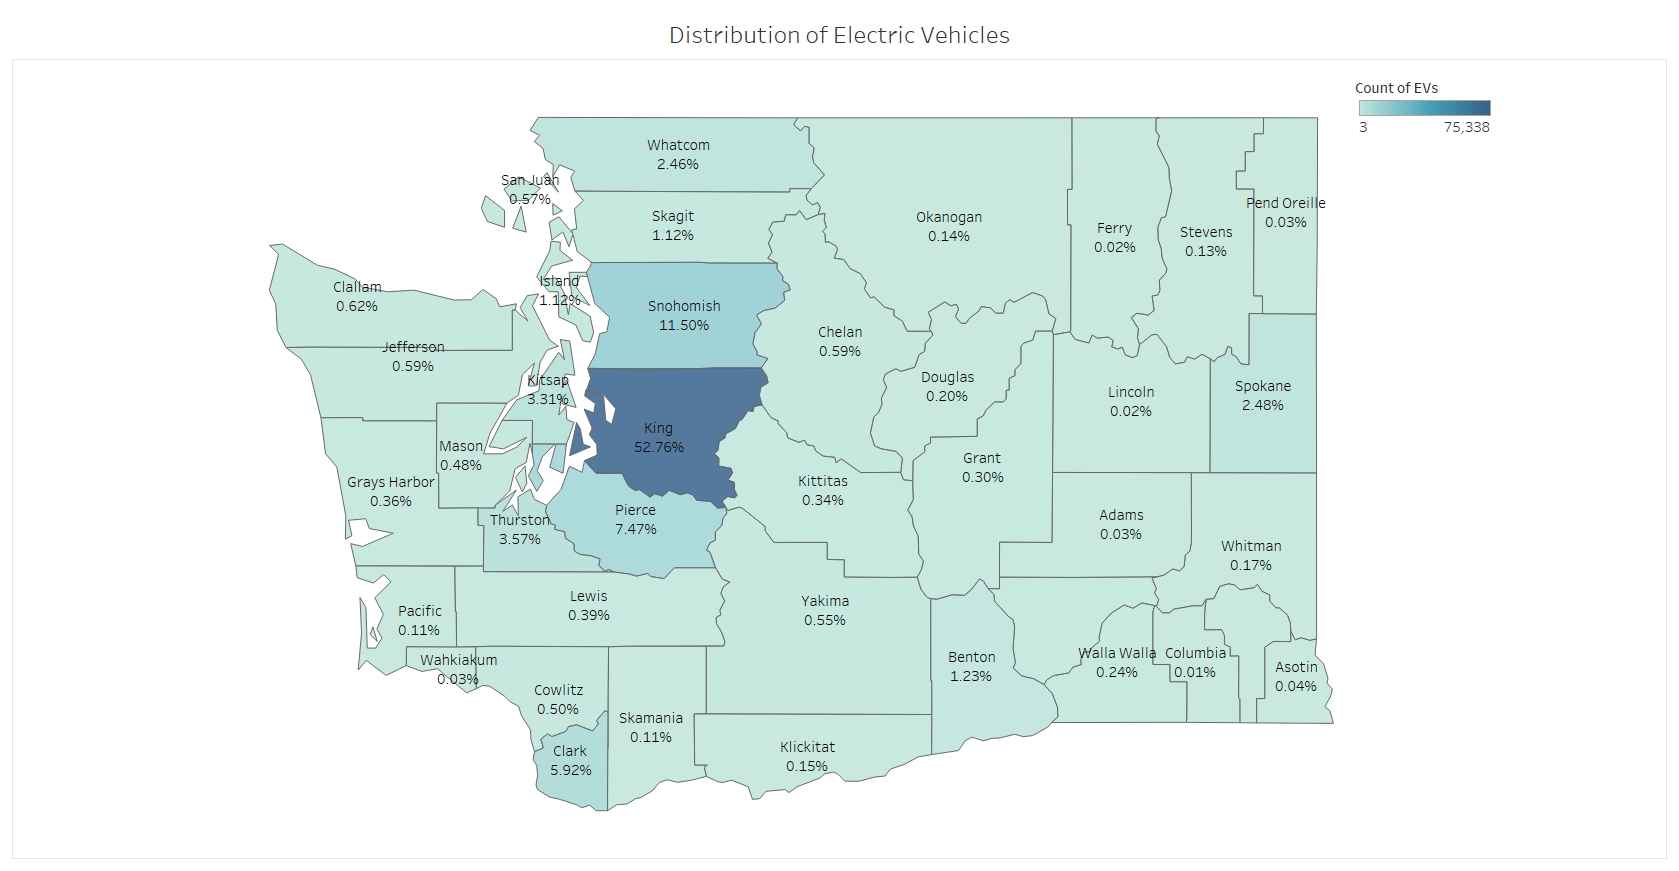 Distribution of Electric Vehicles
Count of EVs
3 75,338
Whatcom
2.46%
San Juan
0.57%
Skagit
1.12%
Okanogan
0.14%
Ferry
0.02%
Stevens
0.13%
Pend Oreille
0.03%
Clallam
0.62%
Island
1.12%
Snohomish
11.50%
Chelan
0.59%
Jefferson
0.59%
Kitsap
3.31%
Douglas
0.20%
Lincoln
0.02%
Spokane
2.48%
King
52.76%
Mason
0.48%
Grant
0.30%
Grays Harbor
0.36%
Kittitas
0.34%
Thurston
3.57%
Pierce
7.47%
Adams
0.03%
Whitman
0.17%
Lewis
0.39%
Yakima
0.55%
Pacific
0.11%
Wahkiakum
0.03%
Benton
1.23%
Walla Walla
0.24%
Columbia
0.01%
Asotin
0.04%
Cowlitz
0.50%
Skamania
0.11%
Clark
5.92%
Klickitat
0.15%